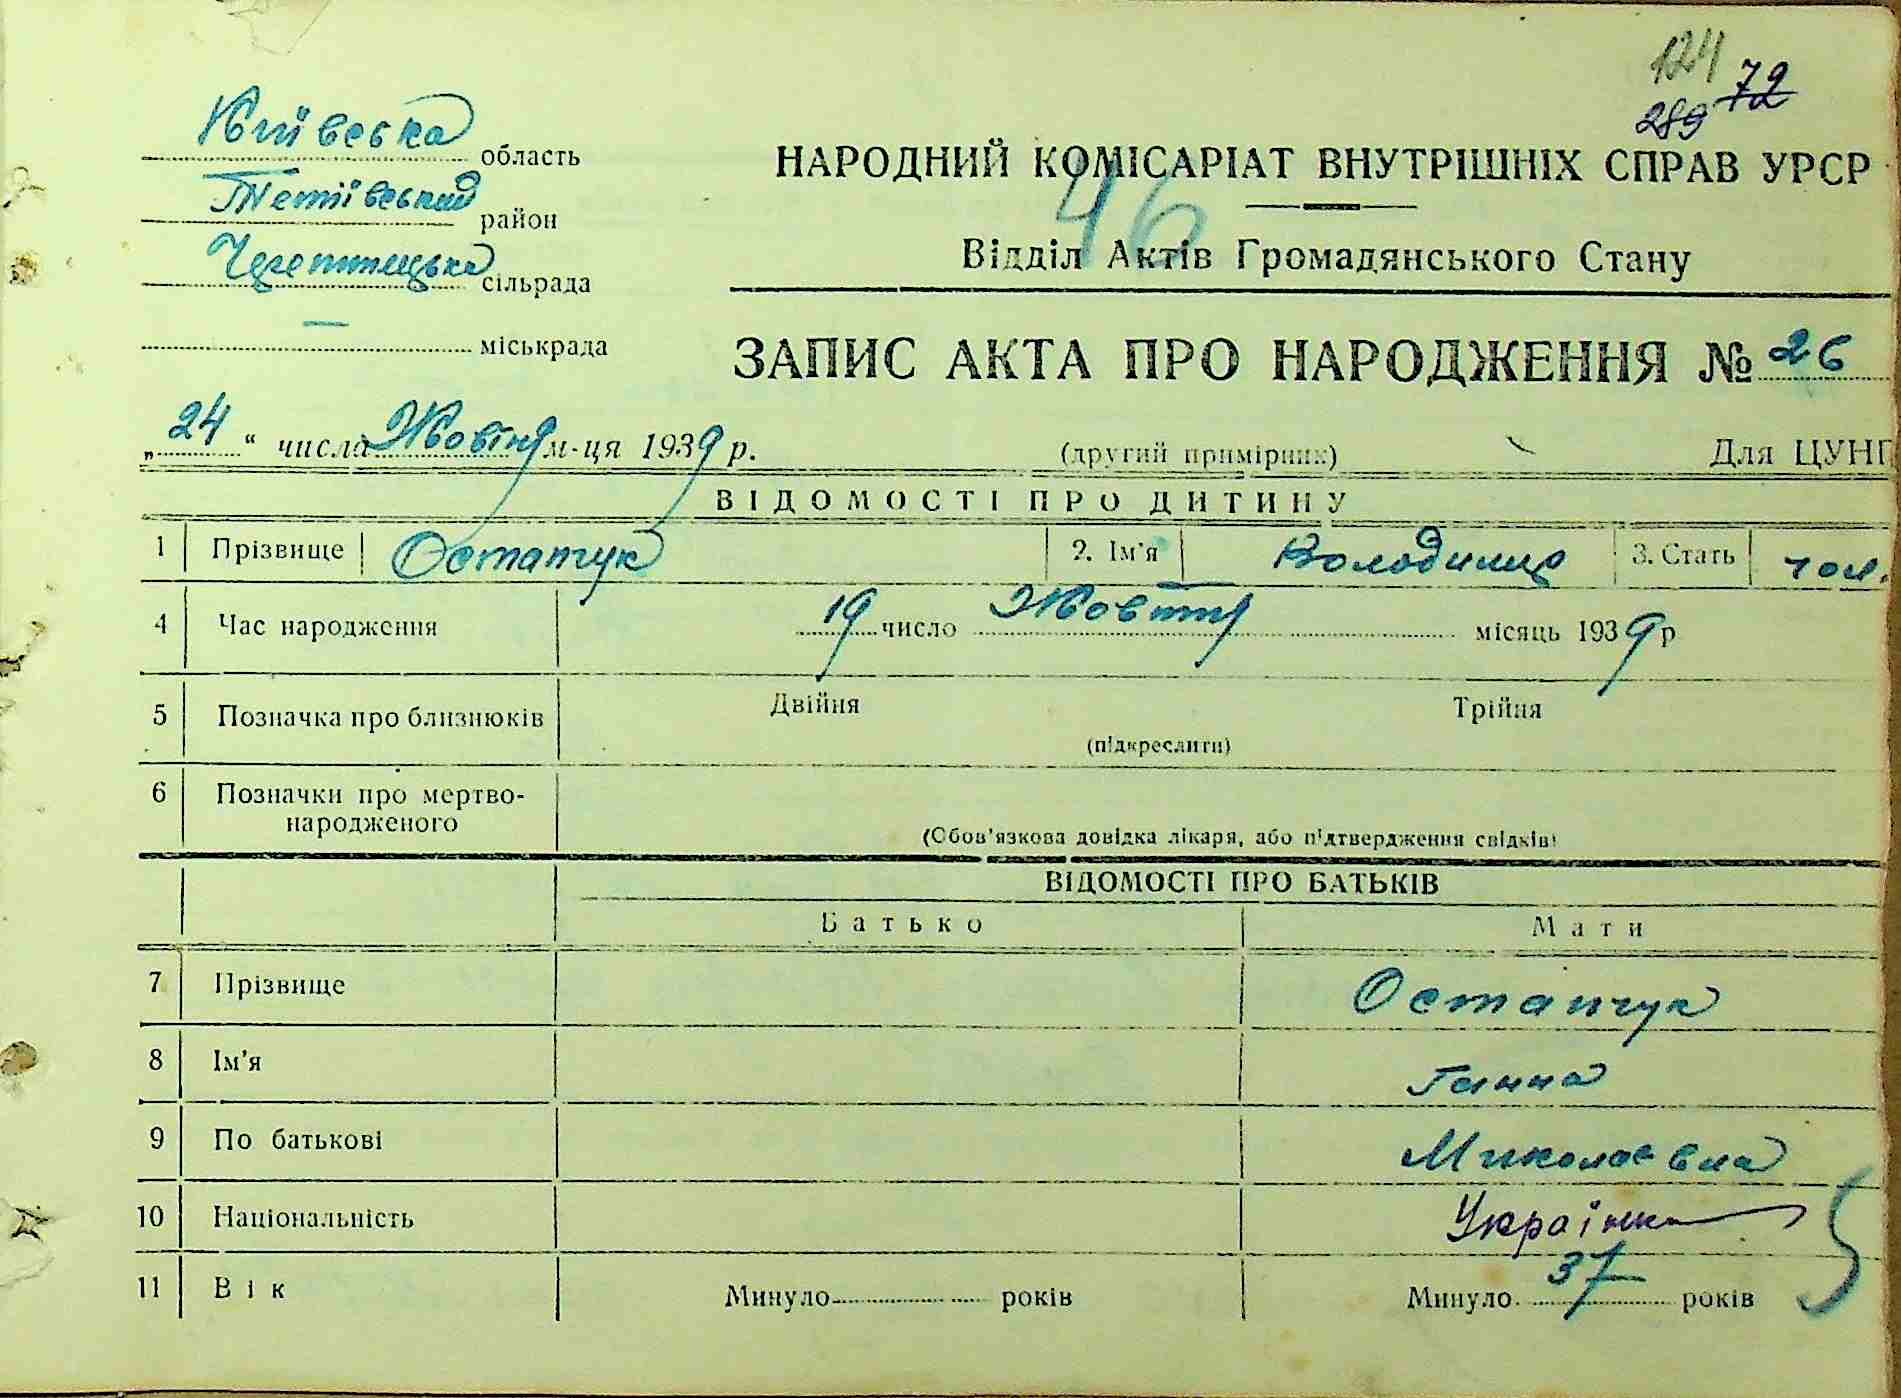 124 72
289
Київська область
Тетіївський район
сільрада
— міськрада
НАРОДНИЙ КОМІСАРІАТ ВНУТРІШНІХ СПРАВ УРСР
46
Відділ Актів Громадянського Стану
ЗАПИС АКТА ПРО НАРОДЖЕННЯ № 26
„24“ числа Жовтня м-ця 1939 р.
(другий примірник) Для ЦУНГ
ВІДОМОСТІ ПРО ДИТИНУ
1 Прізвище Остапчук 2. Ім'я Володимир 3. Стать чол.
4 Час народження 19 число Жовтня місяць 1939 р
5 Позначка про близнюків Двійня Трійня
(підкреслити)
6 Позначки про мертво-
народженого
(Обов'язкова довідка лікаря, або підтвердження свідків)
ВІДОМОСТІ ПРО БАТЬКІВ
Батько Мати
7 Прізвище Остапчук
8 Ім'я Ганна
9 По батькові Миколаєвна
10 Національність Українка
11 Вік Минуло років Минуло 37 років